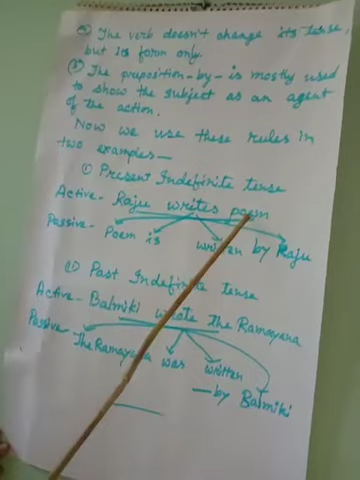 ④ The verb doesn't change its tense,
but its form only.
⑤ The preposition-by-is mostly used
to show the subject as an agent
of the action.
Now we use these rules in
two examples—
① Present Indefinite tense
Active- Raju writes poem
Passive- Poem is written by Raju
② Past Indefinite tense
Active- Balmiki wrote The Ramayana
Passive The Ramayana was written
—by Balmiki